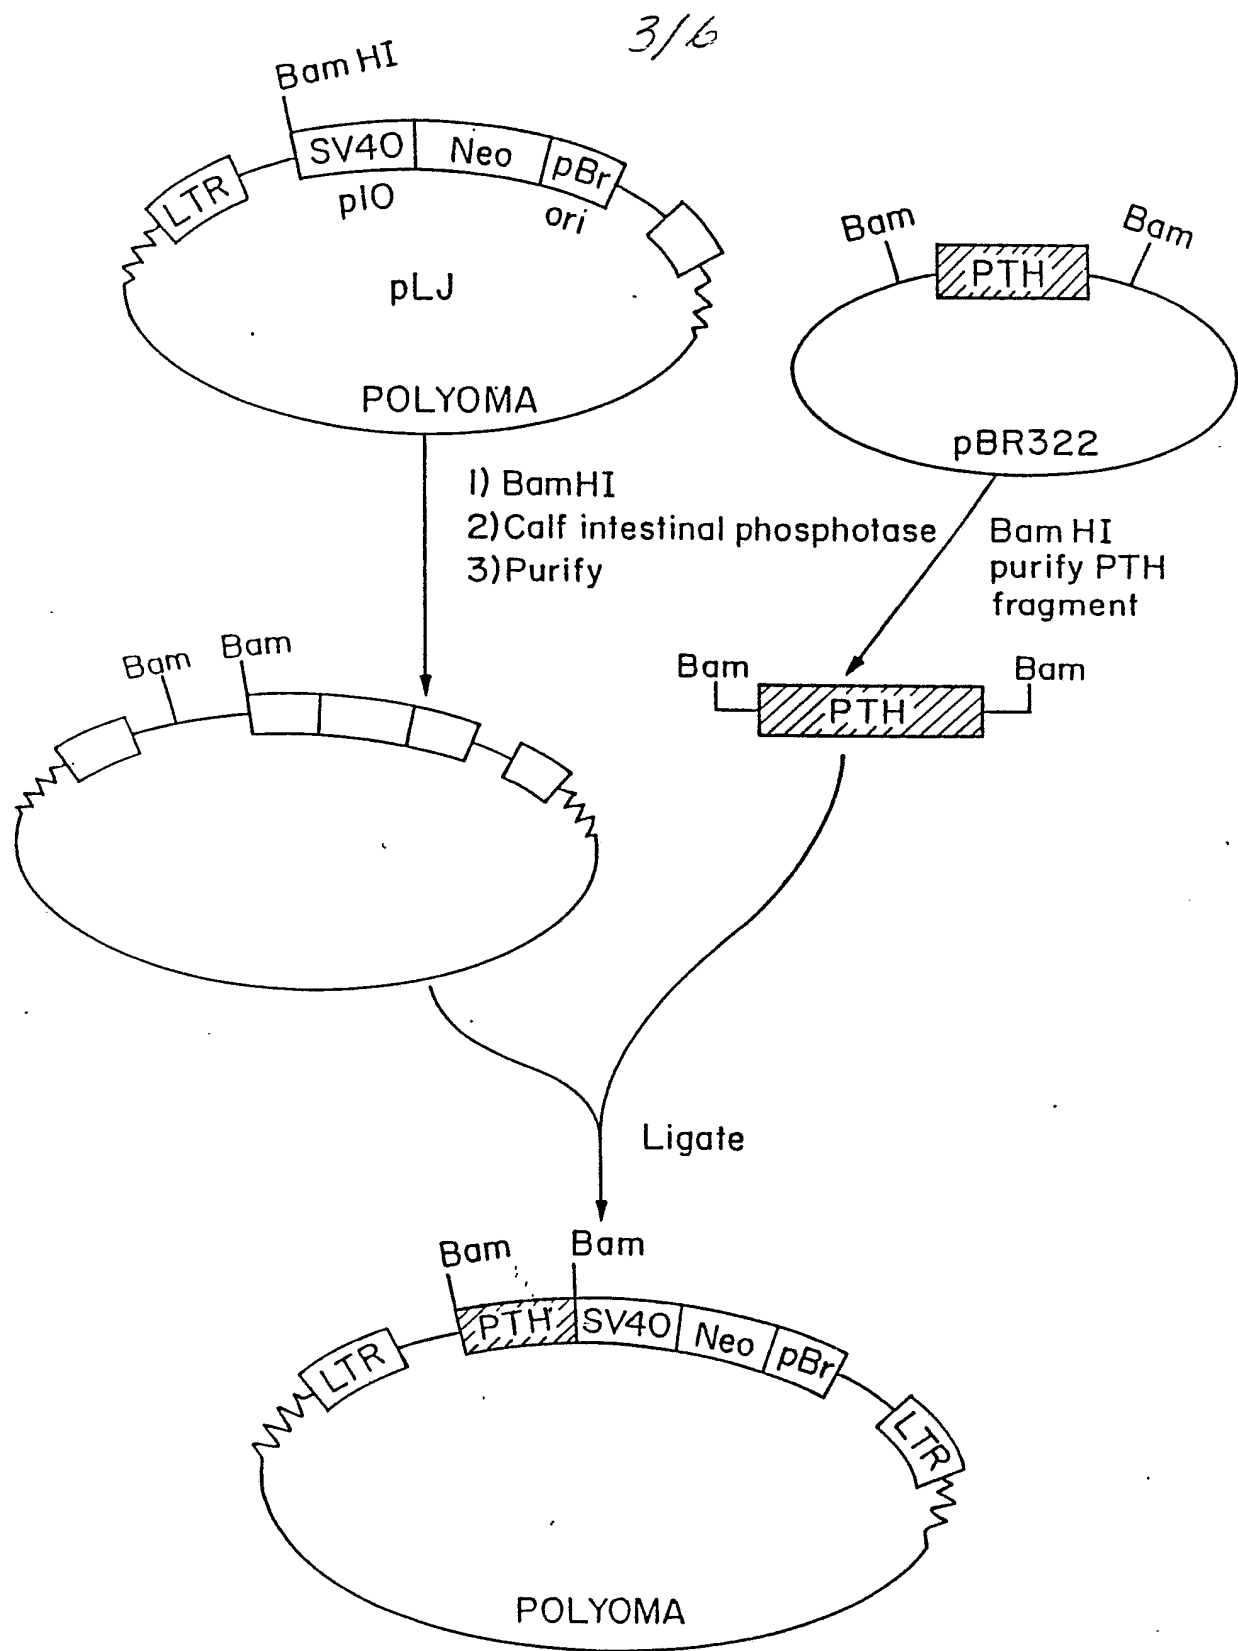 3/6
Bam HI
SV40
Neo
pBr
LTR
pIO
ori
pLJ
POLYOMA
Bam
Bam
PTH
pBR322
1) BamHI
2) Calf intestinal phosphotase
3) Purify
Bam HI
purify PTH
fragment
Bam
Bam
Bam
Bam
PTH
Ligate
Bam
Bam
PTH
SV40
Neo
pBr
LTR
LTR
POLYOMA